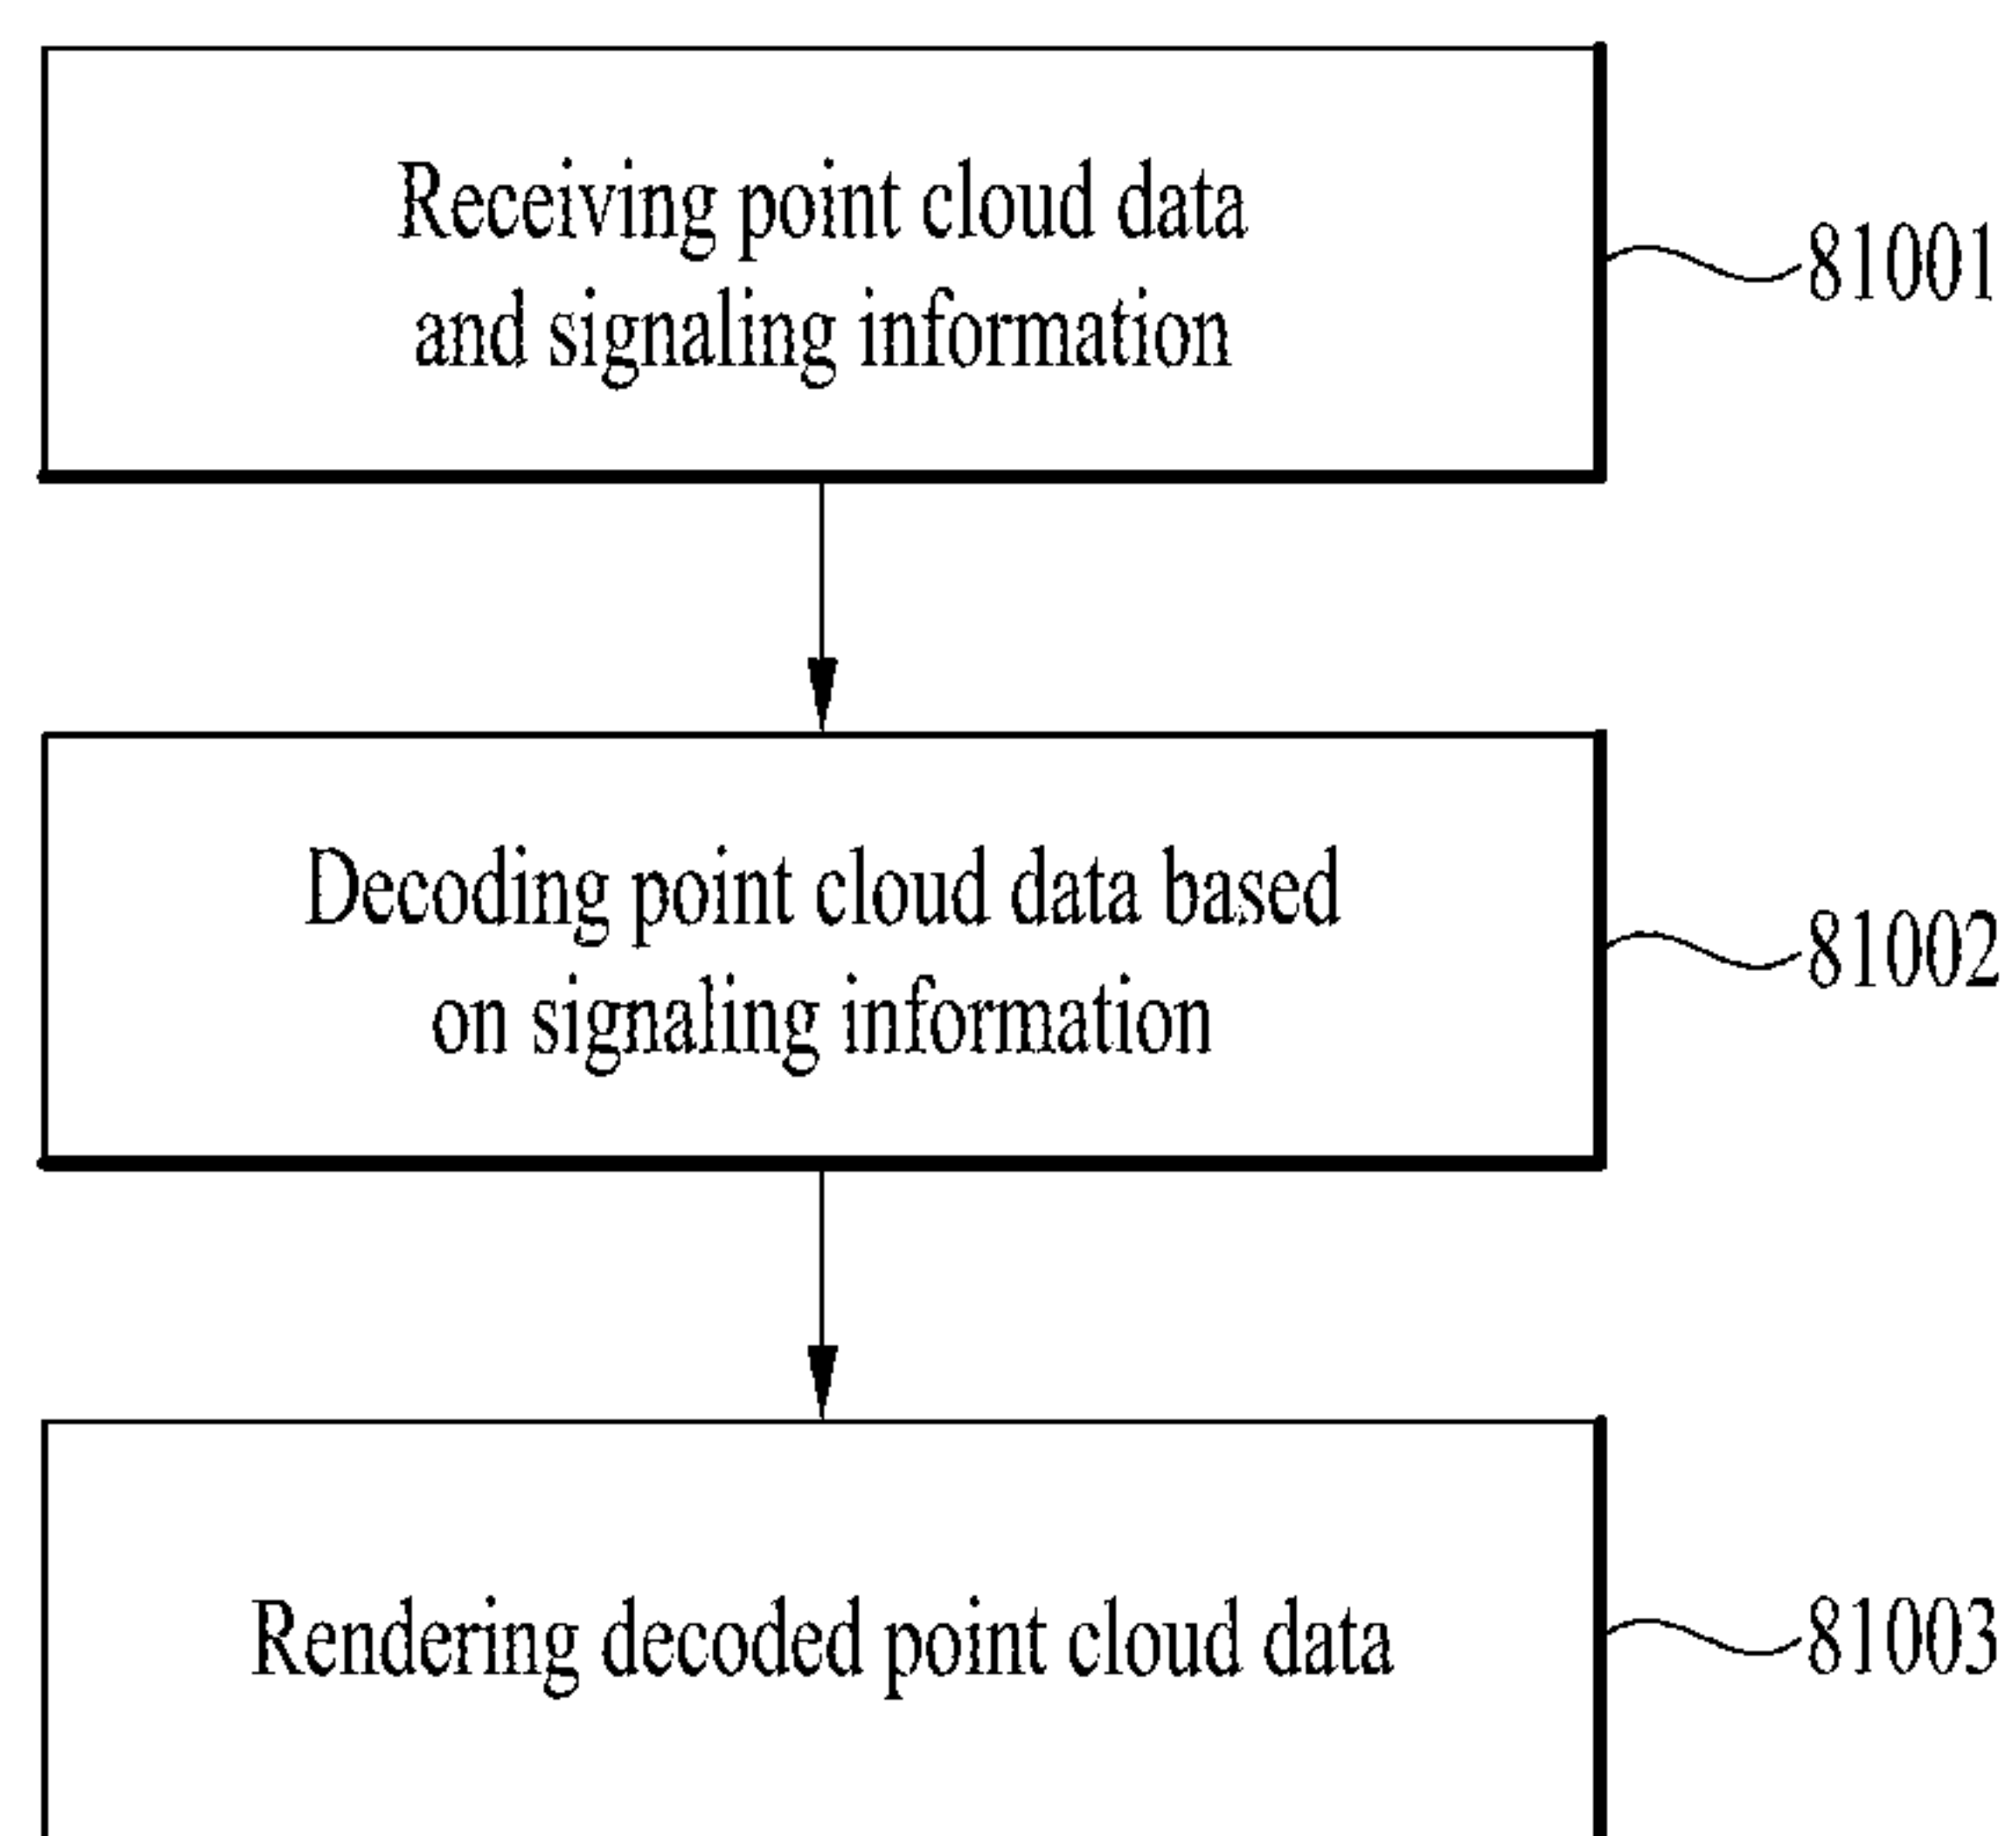 Receiving point cloud data
and signaling information
81001
Decoding point cloud data based
on signaling information
81002
Rendering decoded point cloud data
81003